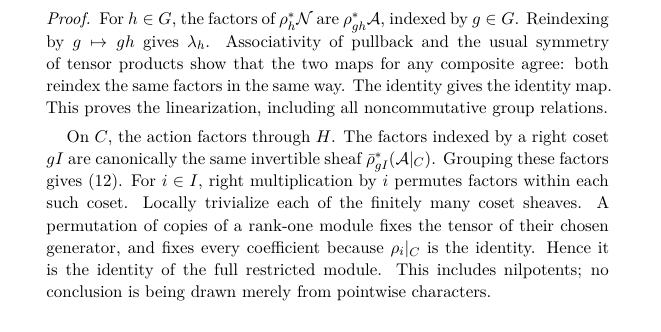 Proof. For h ∈ G, the factors of ρ*ₕ𝒩 are ρ*_{gh}𝒜, indexed by g ∈ G. Reindexing
by g ↦ gh gives λₕ. Associativity of pullback and the usual symmetry
of tensor products show that the two maps for any composite agree: both
reindex the same factors in the same way. The identity gives the identity map.
This proves the linearization, including all noncommutative group relations.
On C, the action factors through H. The factors indexed by a right coset
gI are canonically the same invertible sheaf ρ̄*_{gI}(𝒜|_C). Grouping these factors
gives (12). For i ∈ I, right multiplication by i permutes factors within each
such coset. Locally trivialize each of the finitely many coset sheaves. A
permutation of copies of a rank-one module fixes the tensor of their chosen
generator, and fixes every coefficient because ρᵢ|_C is the identity. Hence it
is the identity of the full restricted module. This includes nilpotents; no
conclusion is being drawn merely from pointwise characters.